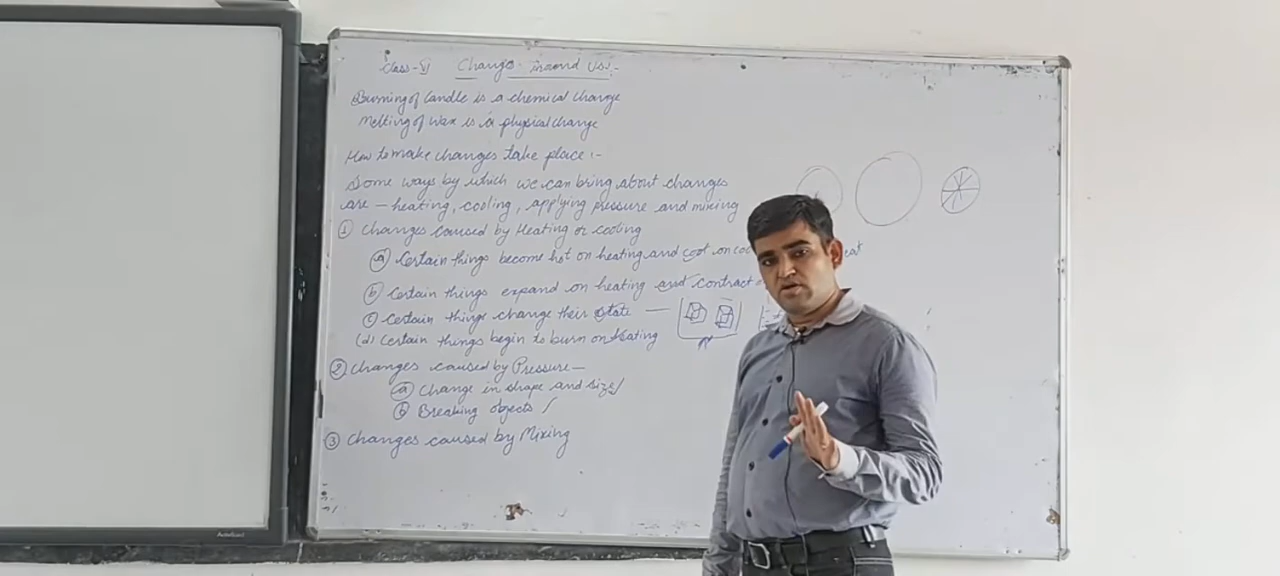 Class-VI Changes around Us:-
Burning of Candle is a chemical change
Melting of wax is a physical change
How to make changes take place :-
Some ways by which we can bring about changes
are - heating, cooling, applying pressure and mixing
① Changes caused by Heating or cooling
(a) Certain things become hot on heating and cool on
(b) Certain things expand on heating and contract
(c) Certain things change their state —
(d) Certain things begin to burn on heating
② Changes caused by Pressure —
(a) Change in shape and size/
(b) Breaking objects /
③ Changes caused by Mixing